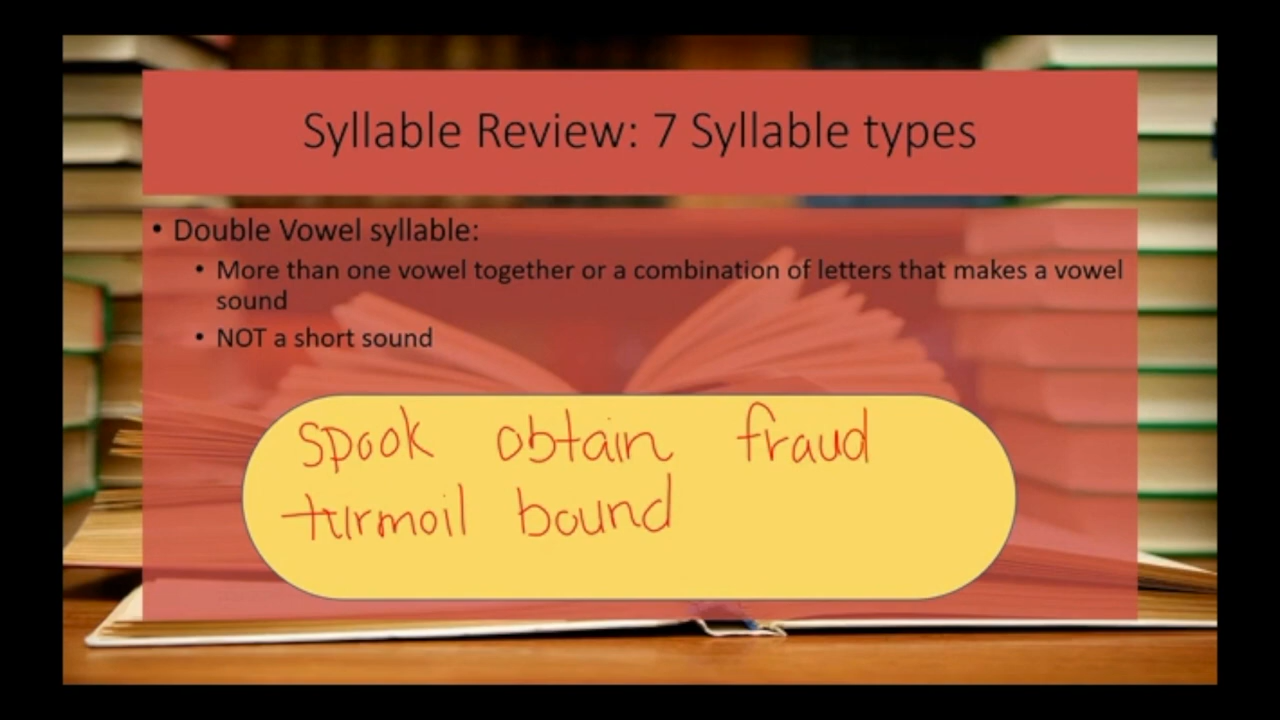 Syllable Review: 7 Syllable types
• Double Vowel syllable:
• More than one vowel together or a combination of letters that makes a vowel
sound
• NOT a short sound
spook obtain fraud
turmoil bound